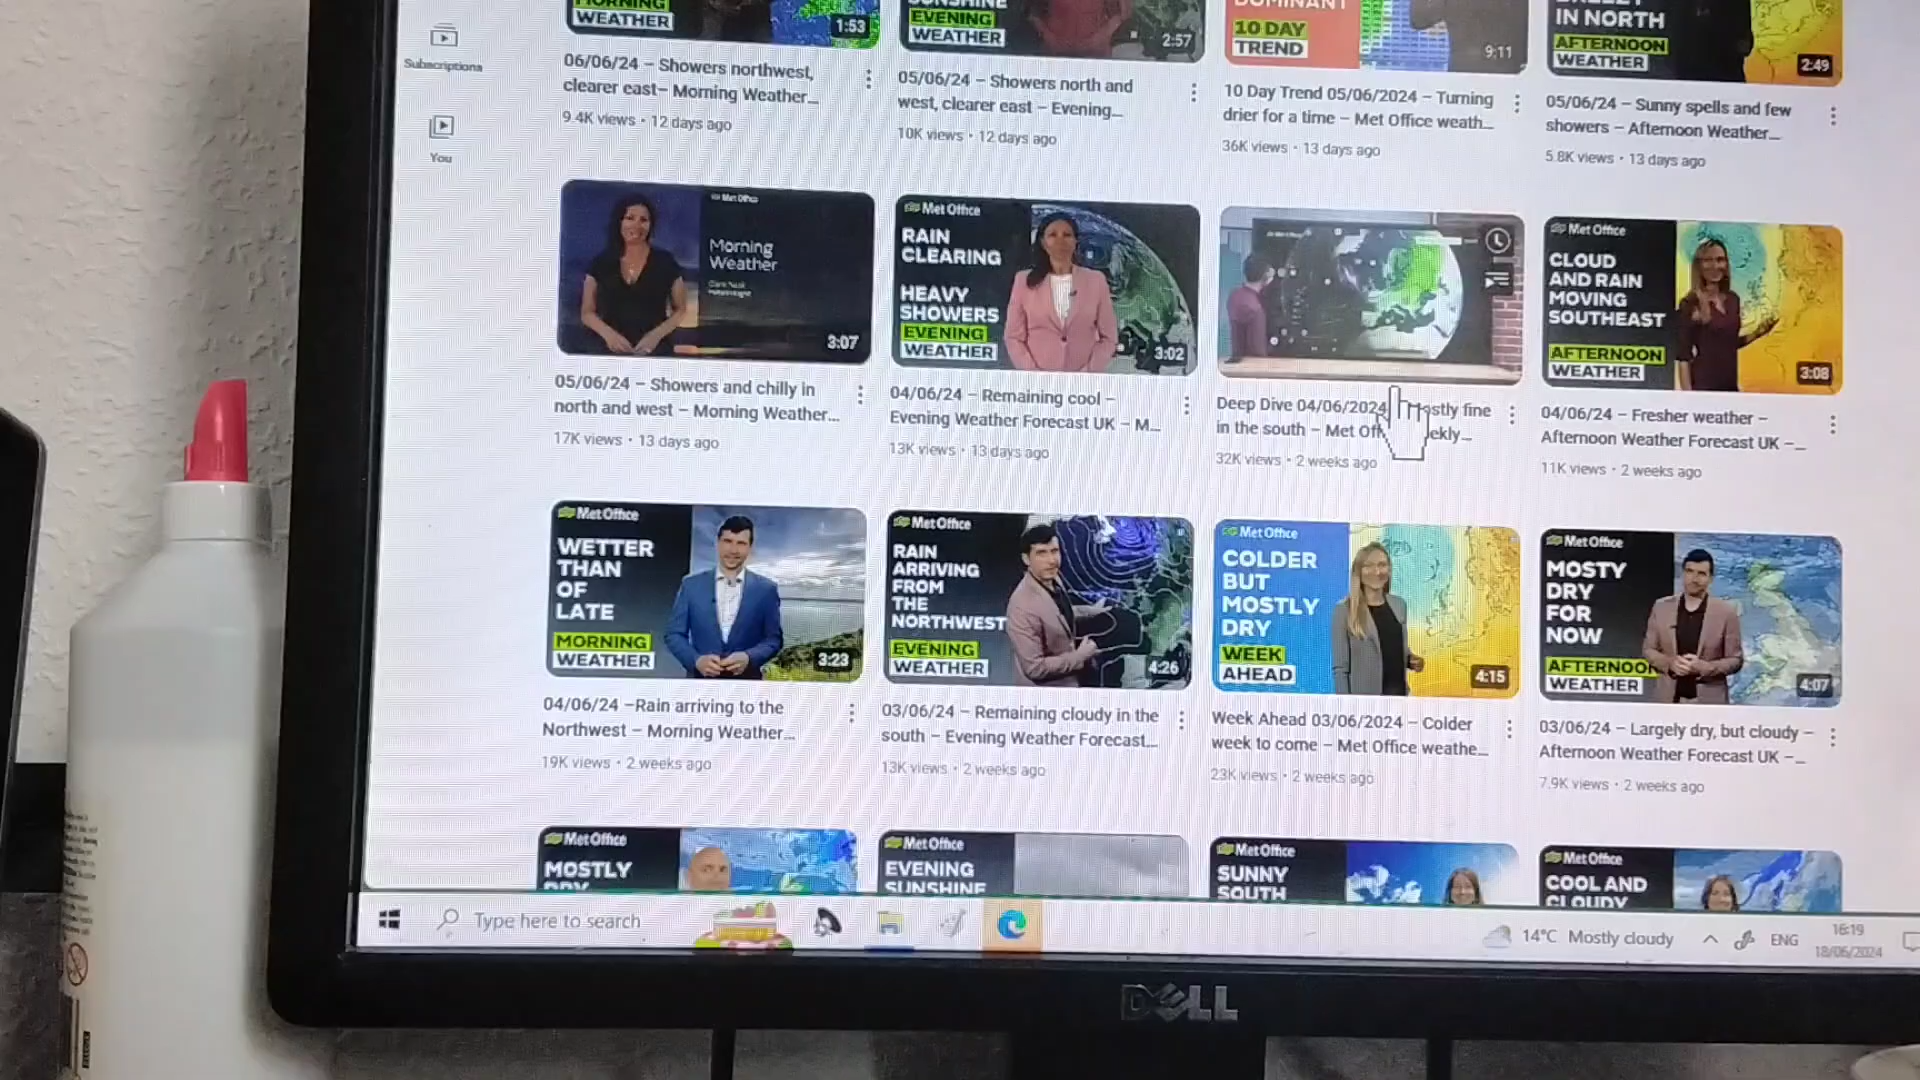 Subscriptions
You
MORNING
WEATHER
1:53
06/06/24 – Showers northwest,
clearer east– Morning Weather...
9.4K views • 12 days ago
SUNSHINE
EVENING
WEATHER
2:57
05/06/24 – Showers north and
west, clearer east – Evening...
10K views • 12 days ago
DOMINANT
10 DAY
TREND
9:11
10 Day Trend 05/06/2024 – Turning
drier for a time – Met Office weath...
36K views • 13 days ago
IN NORTH
AFTERNOON
WEATHER
2:49
05/06/24 – Sunny spells and few
showers – Afternoon Weather...
5.8K views • 13 days ago
Met Office
Morning
Weather
3:07
05/06/24 – Showers and chilly in
north and west – Morning Weather...
17K views • 13 days ago
Met Office
RAIN
CLEARING
HEAVY
SHOWERS
EVENING
WEATHER
3:02
04/06/24 – Remaining cool –
Evening Weather Forecast UK – M...
13K views • 13 days ago
Deep Dive 04/06/2024 ostly fine
in the south – Met Off ekly...
32K views • 2 weeks ago
Met Office
CLOUD
AND RAIN
MOVING
SOUTHEAST
AFTERNOON
WEATHER
3:08
04/06/24 – Fresher weather –
Afternoon Weather Forecast UK –...
11K views • 2 weeks ago
Met Office
WETTER
THAN
OF
LATE
MORNING
WEATHER
3:23
04/06/24 –Rain arriving to the
Northwest – Morning Weather...
19K views • 2 weeks ago
Met Office
RAIN
ARRIVING
FROM
THE
NORTHWEST
EVENING
WEATHER
4:26
03/06/24 – Remaining cloudy in the
south – Evening Weather Forecast...
13K views • 2 weeks ago
Met Office
COLDER
BUT
MOSTLY
DRY
WEEK
AHEAD
4:15
Week Ahead 03/06/2024 – Colder
week to come – Met Office weathe...
23K views • 2 weeks ago
Met Office
MOSTY
DRY
FOR
NOW
AFTERNOON
WEATHER
4:07
03/06/24 – Largely dry, but cloudy –
Afternoon Weather Forecast UK –...
7.9K views • 2 weeks ago
Met Office
MOSTLY
DRY
Met Office
EVENING
SUNSHINE
Met Office
SUNNY
SOUTH
Met Office
COOL AND
CLOUDY
Type here to search
14°C Mostly cloudy
ENG
16:19
18/06/2024
DELL